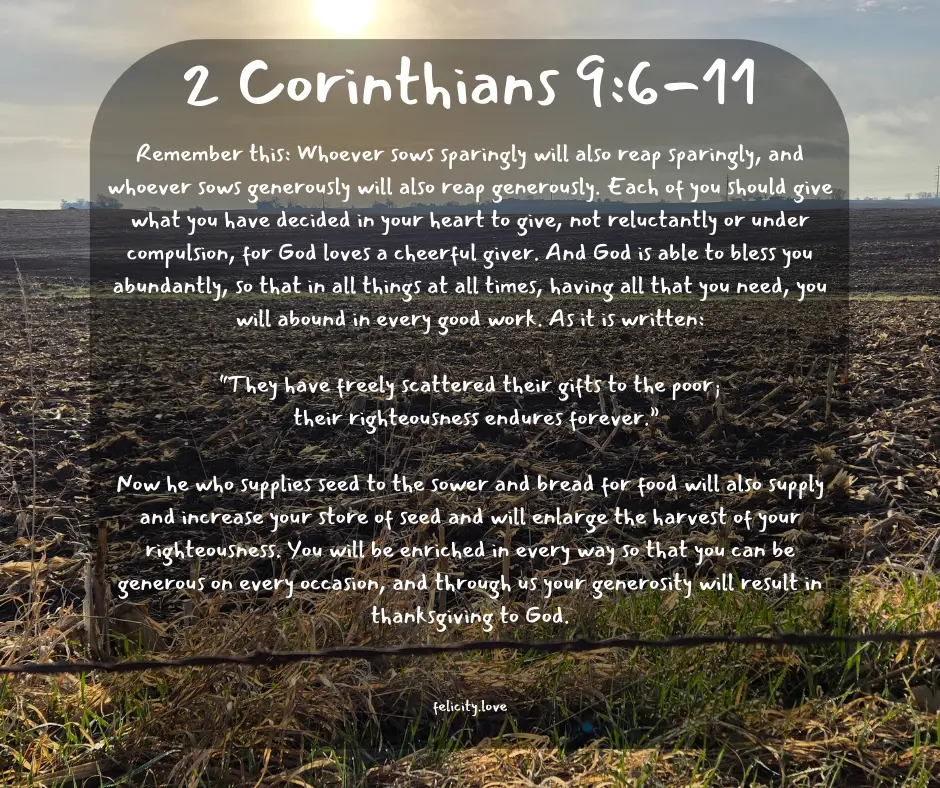 2 Corinthians 9:6-11
Remember this: Whoever sows sparingly will also reap sparingly, and
whoever sows generously will also reap generously. Each of you should give
what you have decided in your heart to give, not reluctantly or under
compulsion, for God loves a cheerful giver. And God is able to bless you
abundantly, so that in all things at all times, having all that you need, you
will abound in every good work. As it is written:
"They have freely scattered their gifts to the poor;
their righteousness endures forever."
Now he who supplies seed to the sower and bread for food will also supply
and increase your store of seed and will enlarge the harvest of your
righteousness. You will be enriched in every way so that you can be
generous on every occasion, and through us your generosity will result in
thanksgiving to God.
felicity.love